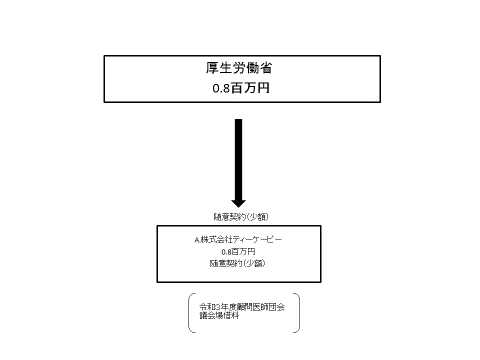 厚生労働省
0.8百万円
随意契約(少額)
A.株式会社ティーケーピー
0.8百万円
随意契約(少額)
令和3年度顧問医師団会
議会場借料